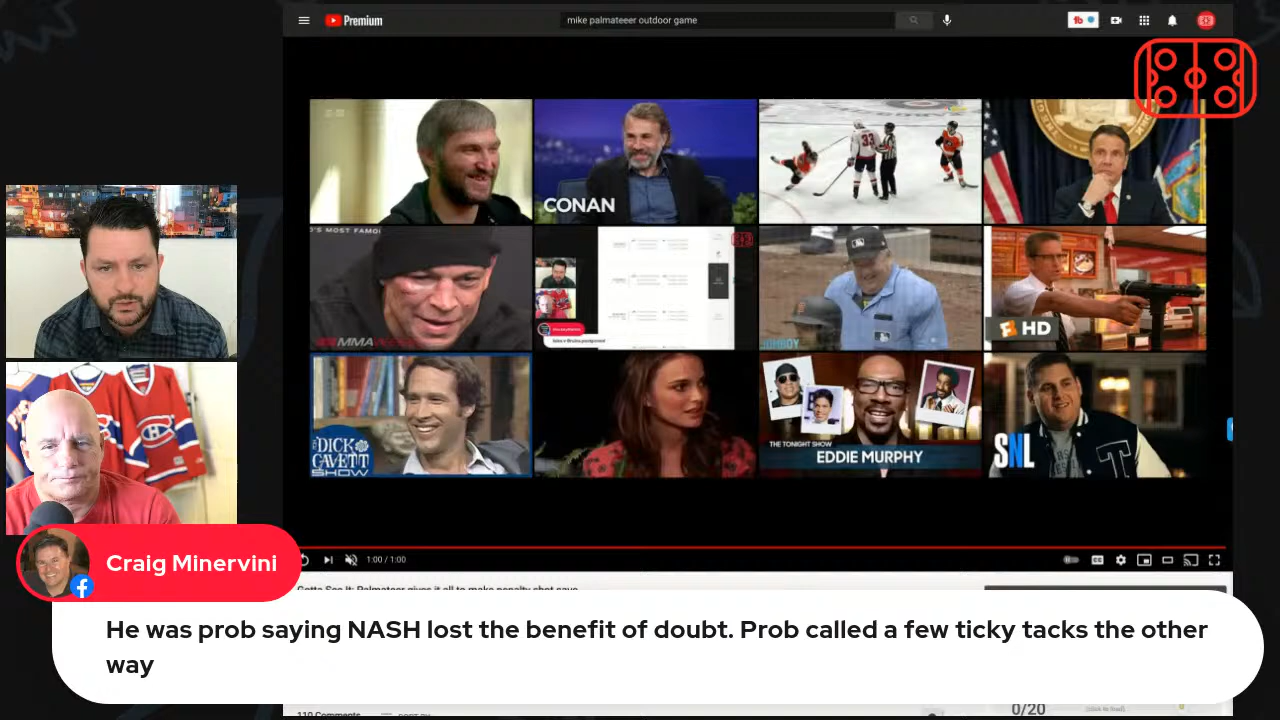 Premium
mike palmateeer outdoor game
CONAN
MMA
HD
THE
DICK
CAVETT
SHOW
THE TONIGHT SHOW
EDDIE MURPHY
SNL
T
33
1:00 / 1:00
Gotta See It: Palmateer gives it all to make penalty shot save
Craig Minervini
He was prob saying NASH lost the benefit of doubt. Prob called a few ticky tacks the other
way
110 Comments
0/20